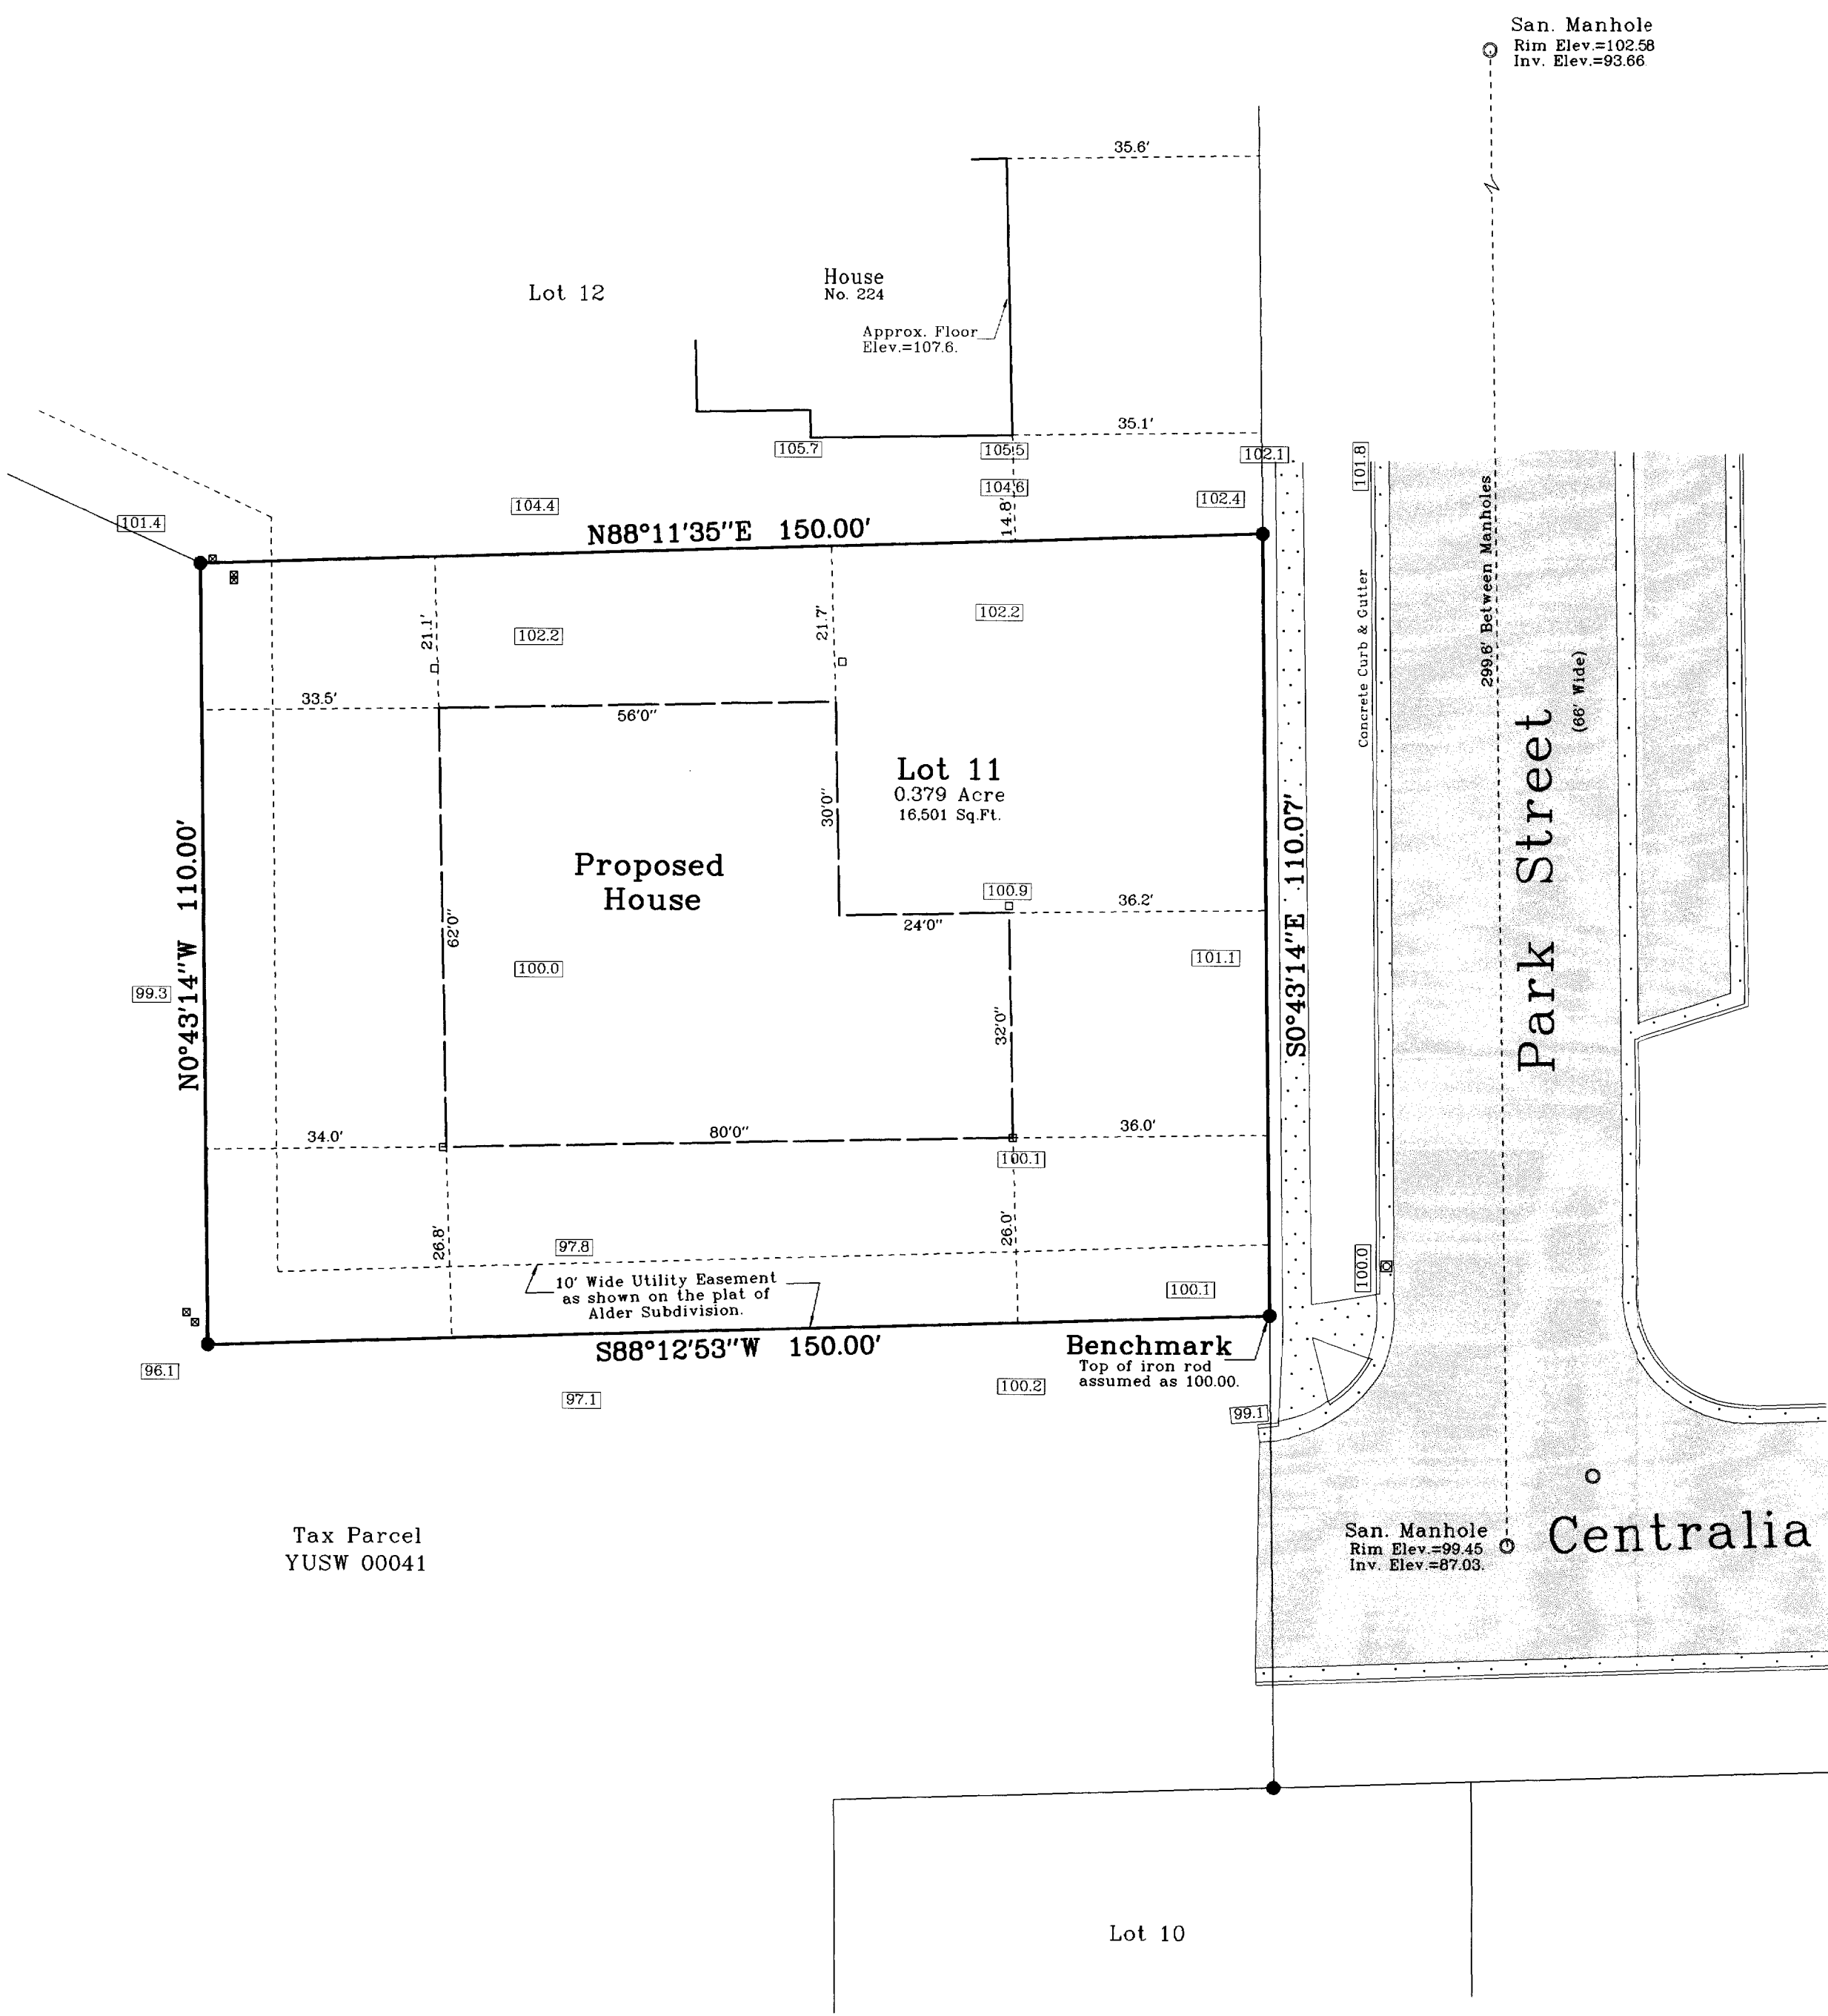 San. Manhole
Rim Elev.=102.58
Inv. Elev.=93.66
35.6'
Lot 12
House
No. 224
Approx. Floor
Elev.=107.6.
35.1'
105.7
105.5
102.1
101.8
104.6
104.4
102.4
101.4
14.8'
N88°11'35"E 150.00'
299.6' Between Manholes
Concrete Curb & Gutter
(66' Wide)
Park Street
21.1'
102.2
21.7'
102.2
33.5'
56'0"
Lot 11
0.379 Acre
16,501 Sq.Ft.
30'0"
Proposed
House
N0°43'14"W 110.00'
S0°43'14"E 110.07'
62'0"
100.9
24'0"
36.2'
100.0
101.1
99.3
32'0"
34.0'
80'0"
36.0'
100.1
26.8'
26.0'
97.8
100.0
10' Wide Utility Easement
as shown on the plat of
Alder Subdivision.
100.1
S88°12'53"W 150.00'
Benchmark
Top of iron rod
assumed as 100.00.
96.1
97.1
100.2
99.1
Tax Parcel
YUSW 00041
San. Manhole
Rim Elev.=99.45
Inv. Elev.=87.03.
Centralia
Lot 10